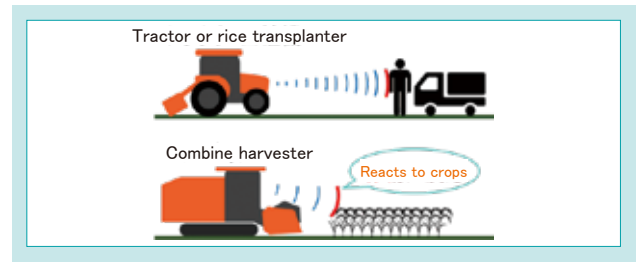 Tractor or rice transplanter
Combine harvester
Reacts to crops